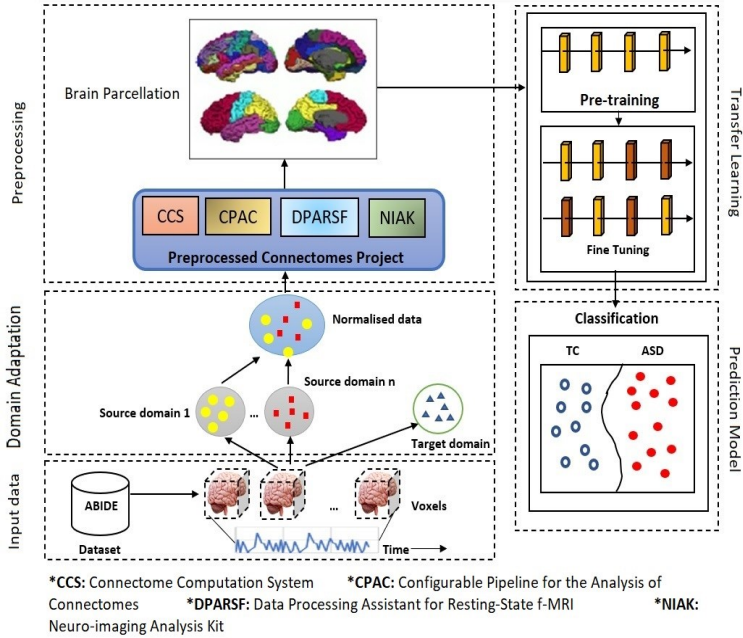 Preprocessing
Brain Parcellation
CCS
CPAC
DPARSF
NIAK
Preprocessed Connectomes Project
Domain Adaptation
Normalised data
Source domain 1
...
Source domain n
Target domain
Input data
ABIDE
Dataset
...
Voxels
Time
Transfer Learning
Pre-training
Fine Tuning
Prediction Model
Classification
TC
ASD
*CCS: Connectome Computation System *CPAC: Configurable Pipeline for the Analysis of
Connectomes *DPARSF: Data Processing Assistant for Resting-State f-MRI *NIAK:
Neuro-imaging Analysis Kit